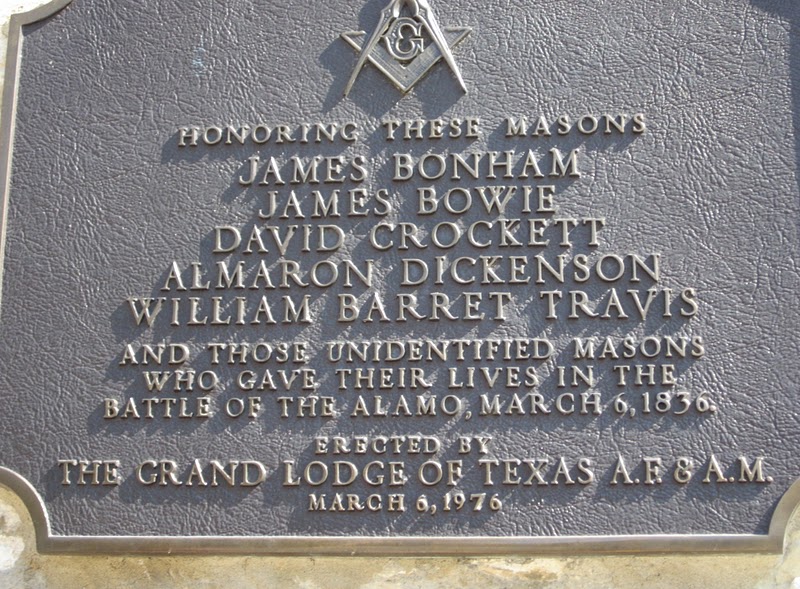 G
HONORING THESE MASONS
JAMES BONHAM
JAMES BOWIE
DAVID CROCKETT
ALMARON DICKENSON
WILLIAM BARRET TRAVIS
AND THOSE UNIDENTIFIED MASONS
WHO GAVE THEIR LIVES IN THE
BATTLE OF THE ALAMO, MARCH 6, 1836.
ERECTED BY
THE GRAND LODGE OF TEXAS A.F. & A.M.
MARCH 6, 1976